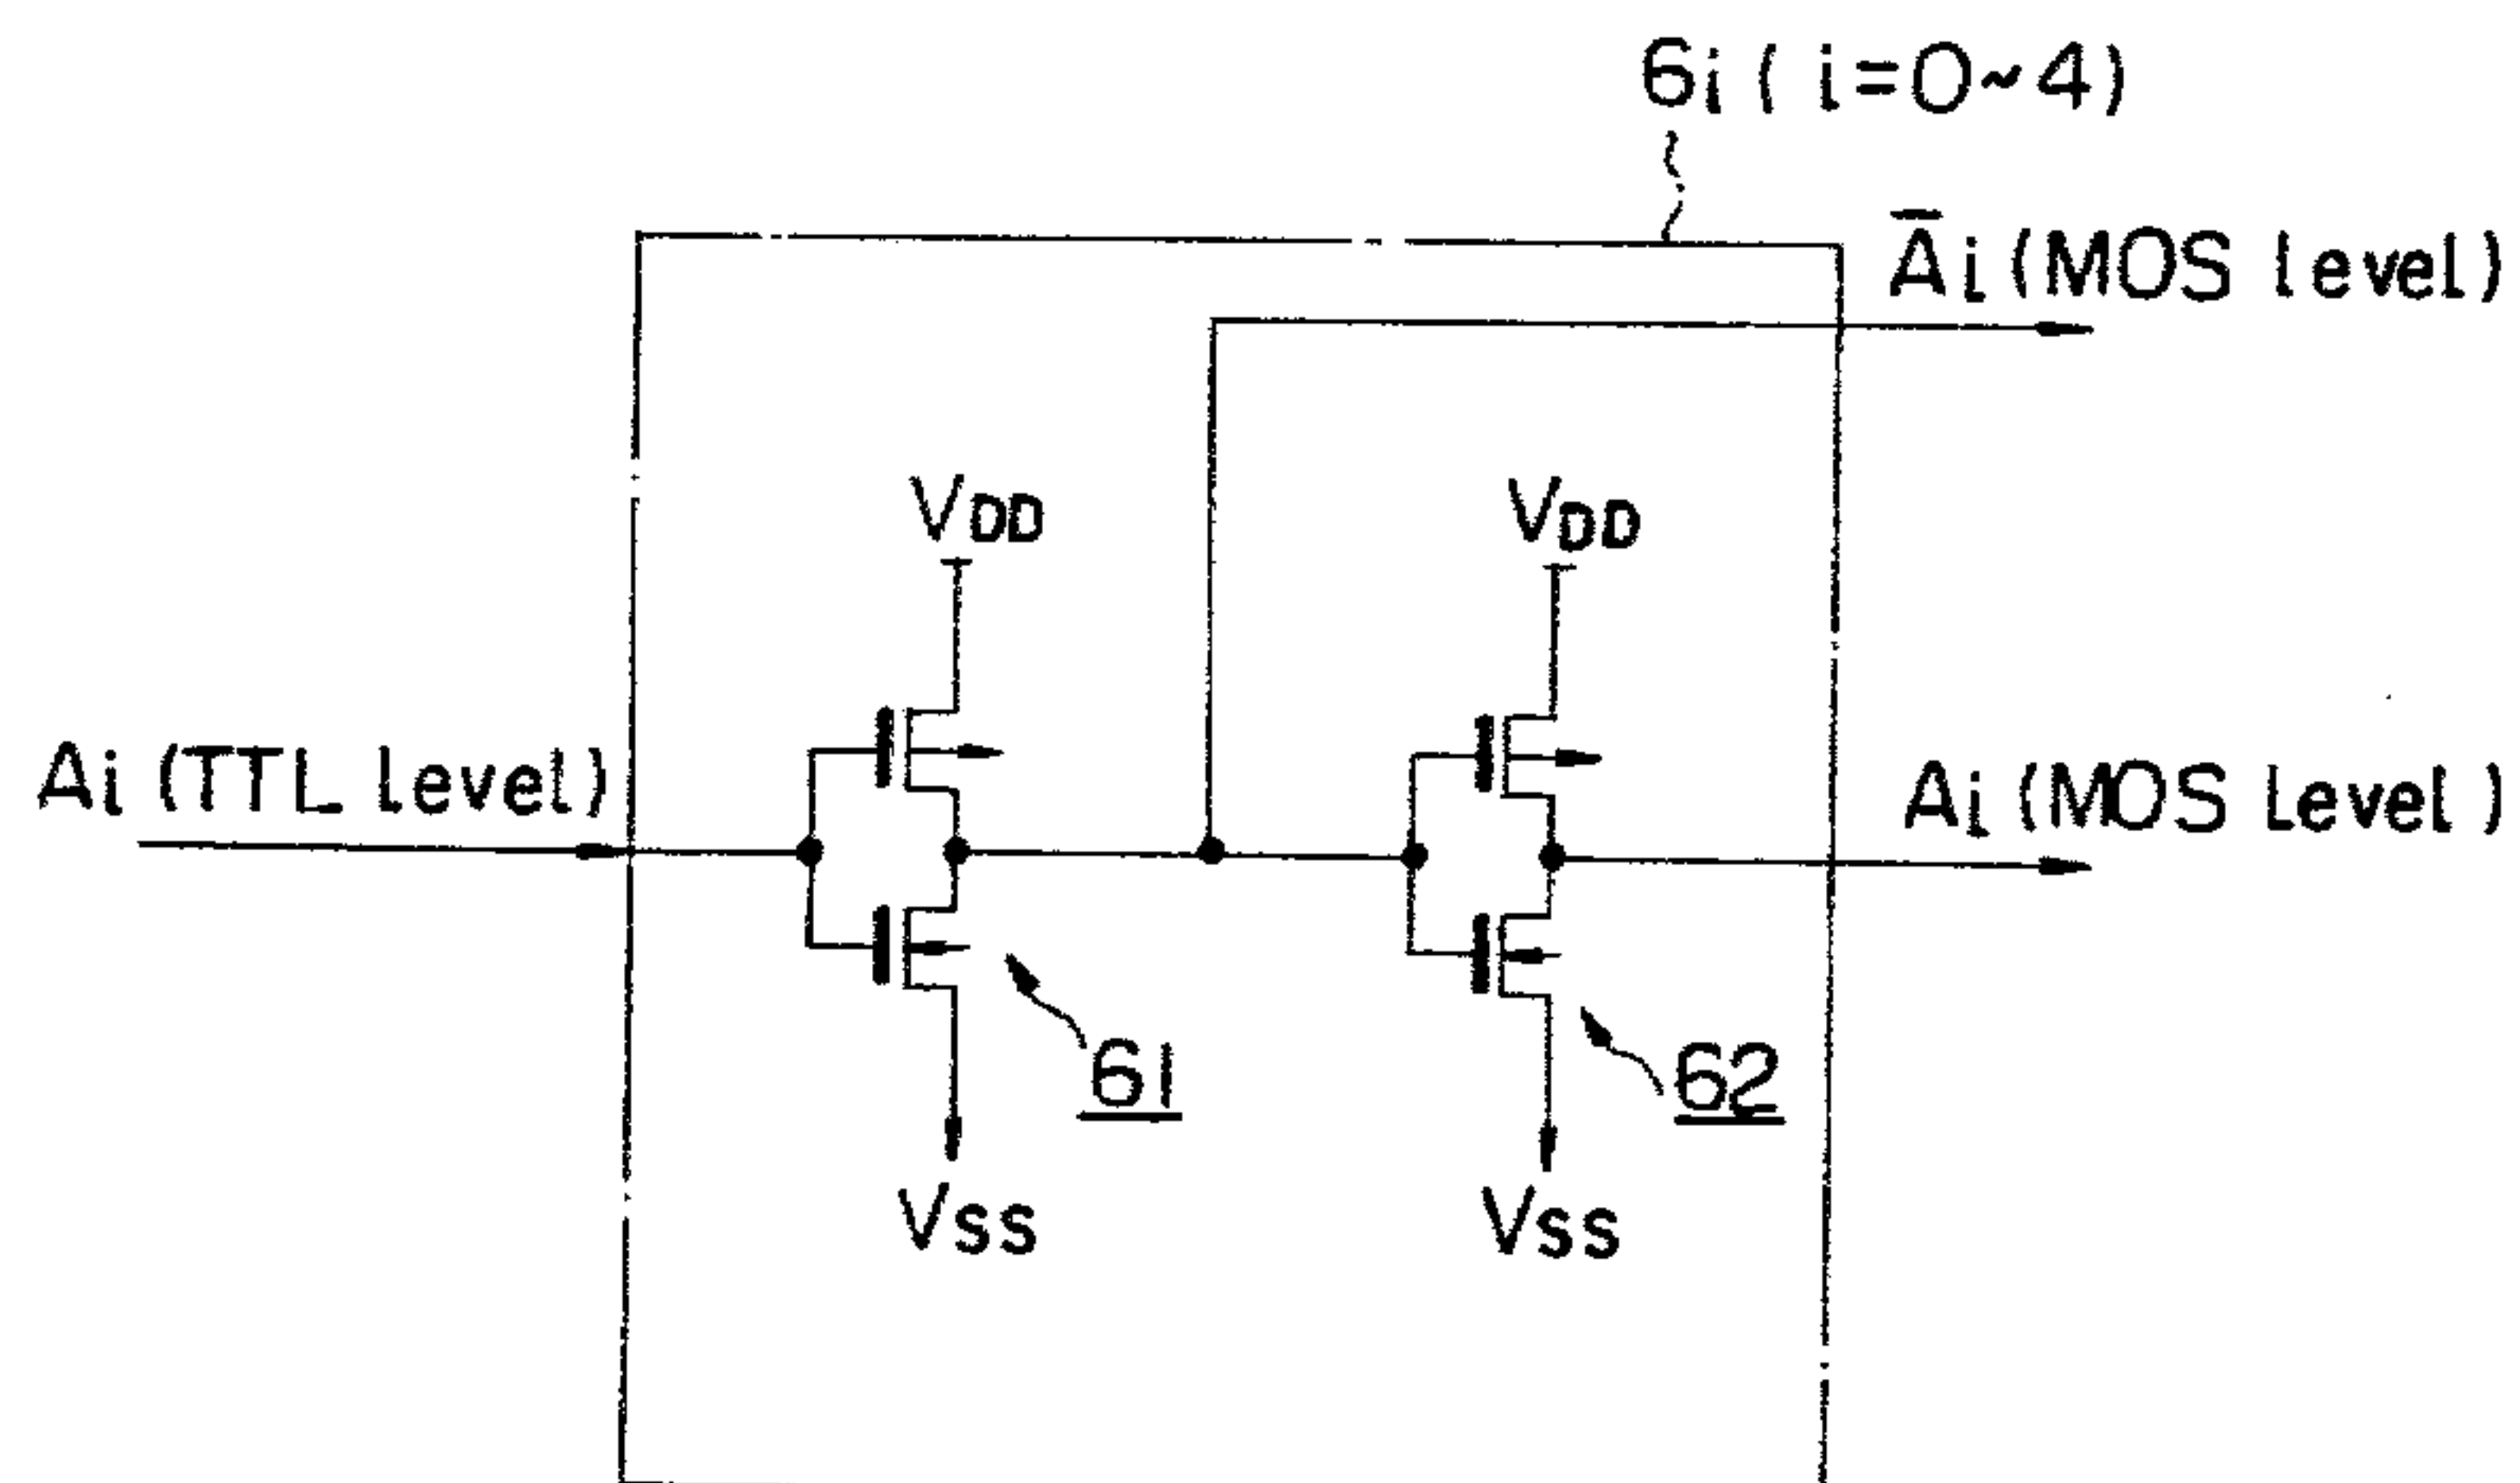 6i ( i=0~4)
Āi (MOS level)
VDD
VDD
Ai (TTL level)
Ai (MOS level)
61
62
VSS
VSS